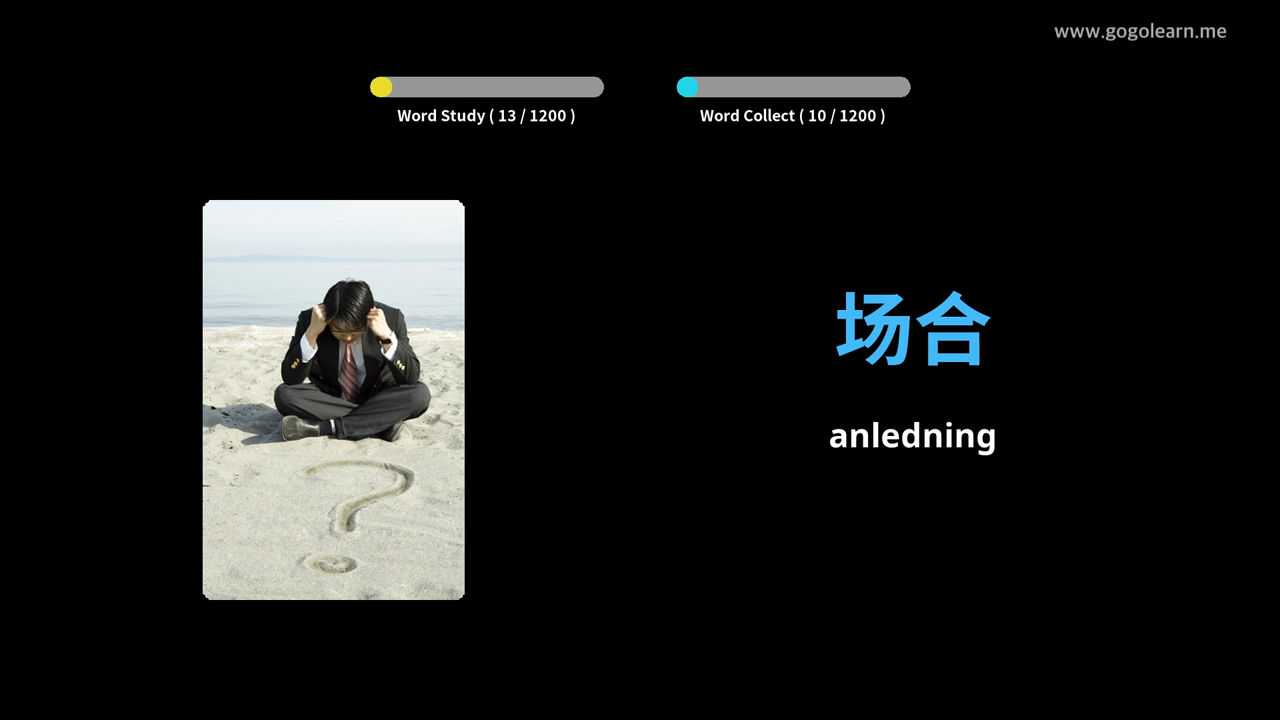 www.gogolearn.me
Word Study ( 13 / 1200 )
Word Collect ( 10 / 1200 )
场合
anledning
?